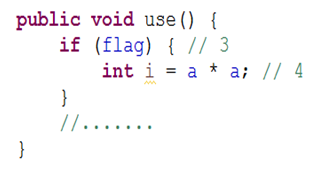 public void use() {
    if (flag) { // 3
        int i = a * a; // 4
    }
    //.......
}